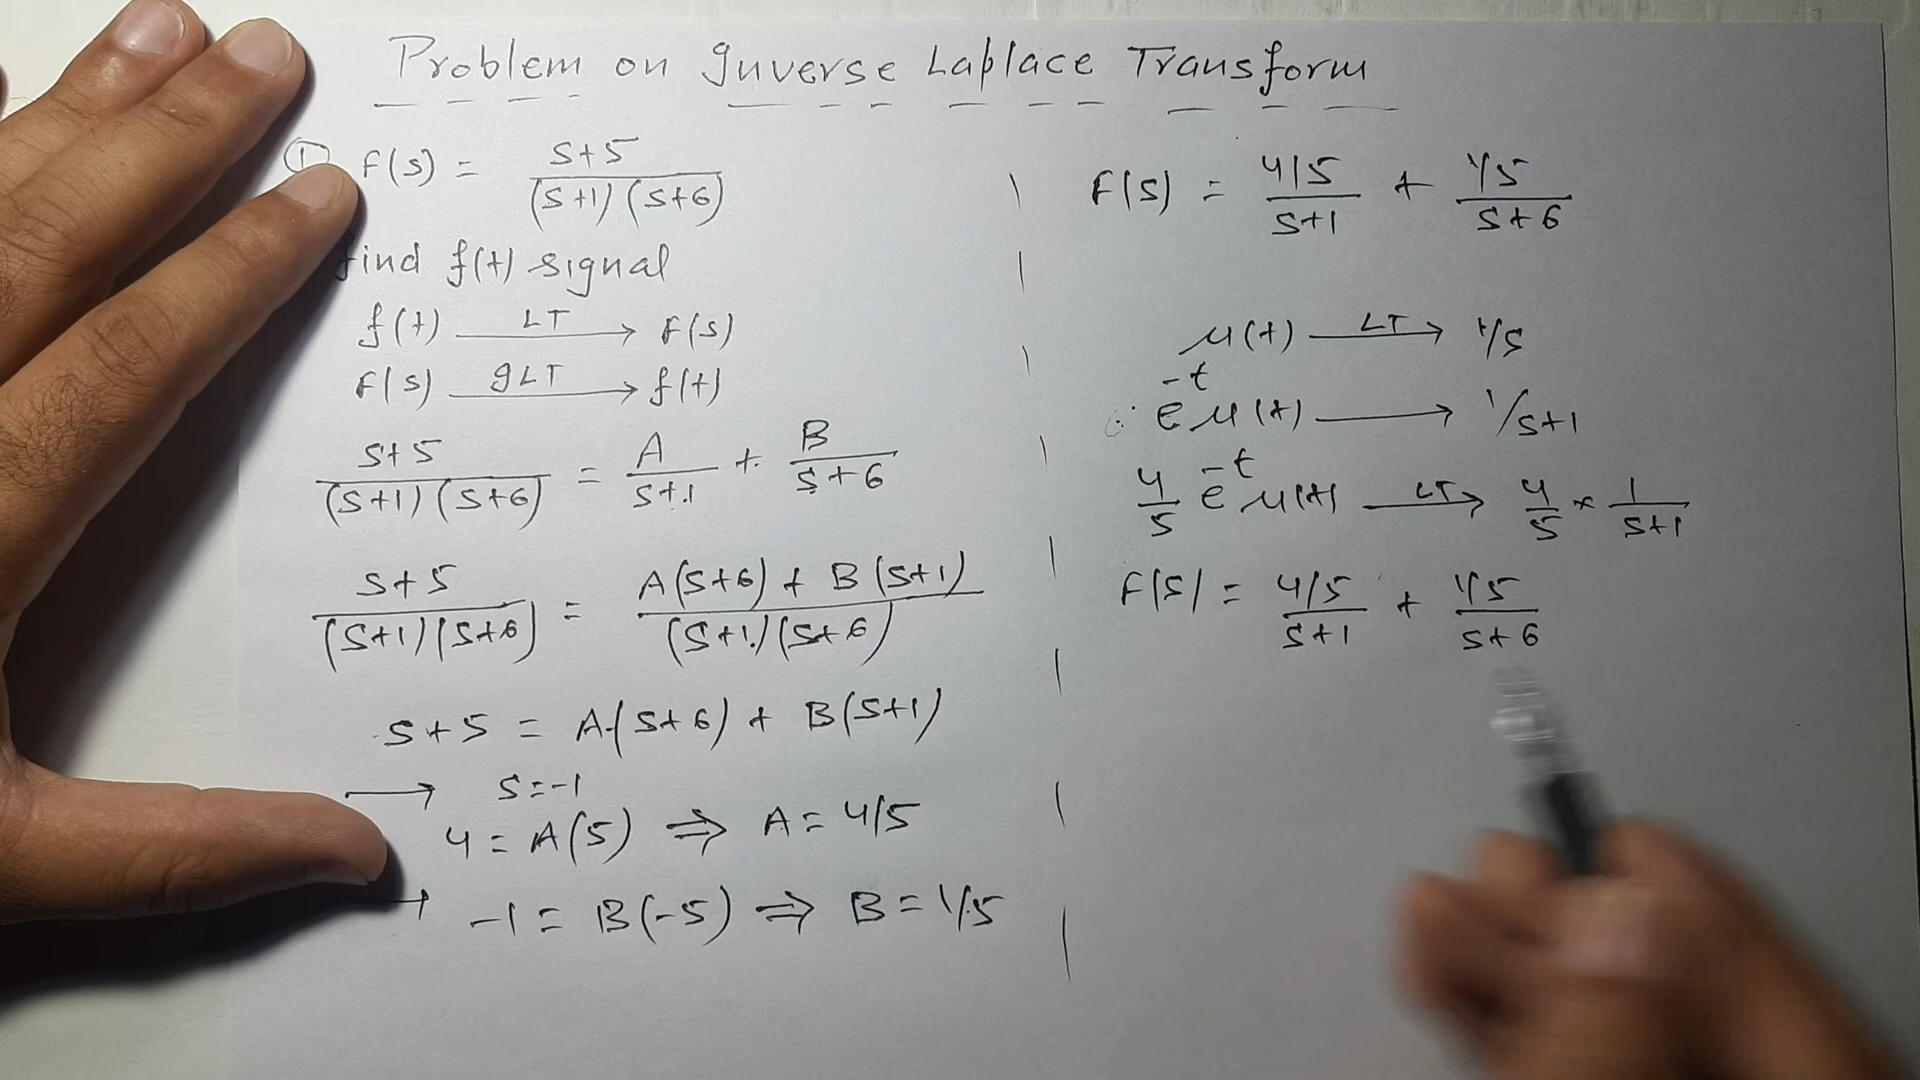 Problem on Inverse Laplace Transform
① F(s) = s+5 / (s+1)(s+6)
find f(t) signal
f(t) —LT→ F(s)
F(s) —ILT→ f(t)
s+5 / (s+1)(s+6) = A / s+1 + B / s+6
s+5 / (s+1)(s+6) = A(s+6) + B(s+1) / (s+1)(s+6)
s+5 = A(s+6) + B(s+1)
→ s=-1
4 = A(5) ⇒ A = 4/5
→ -1 = B(-5) ⇒ B = 1/5
F(s) = 4/5 / s+1 + 1/5 / s+6
u(t) —LT→ 1/s
e^-t u(t) —→ 1/s+1
4/5 e^-t u(t) —LT→ 4/5 × 1/s+1
F(s) = 4/5 / s+1 + 1/5 / s+6